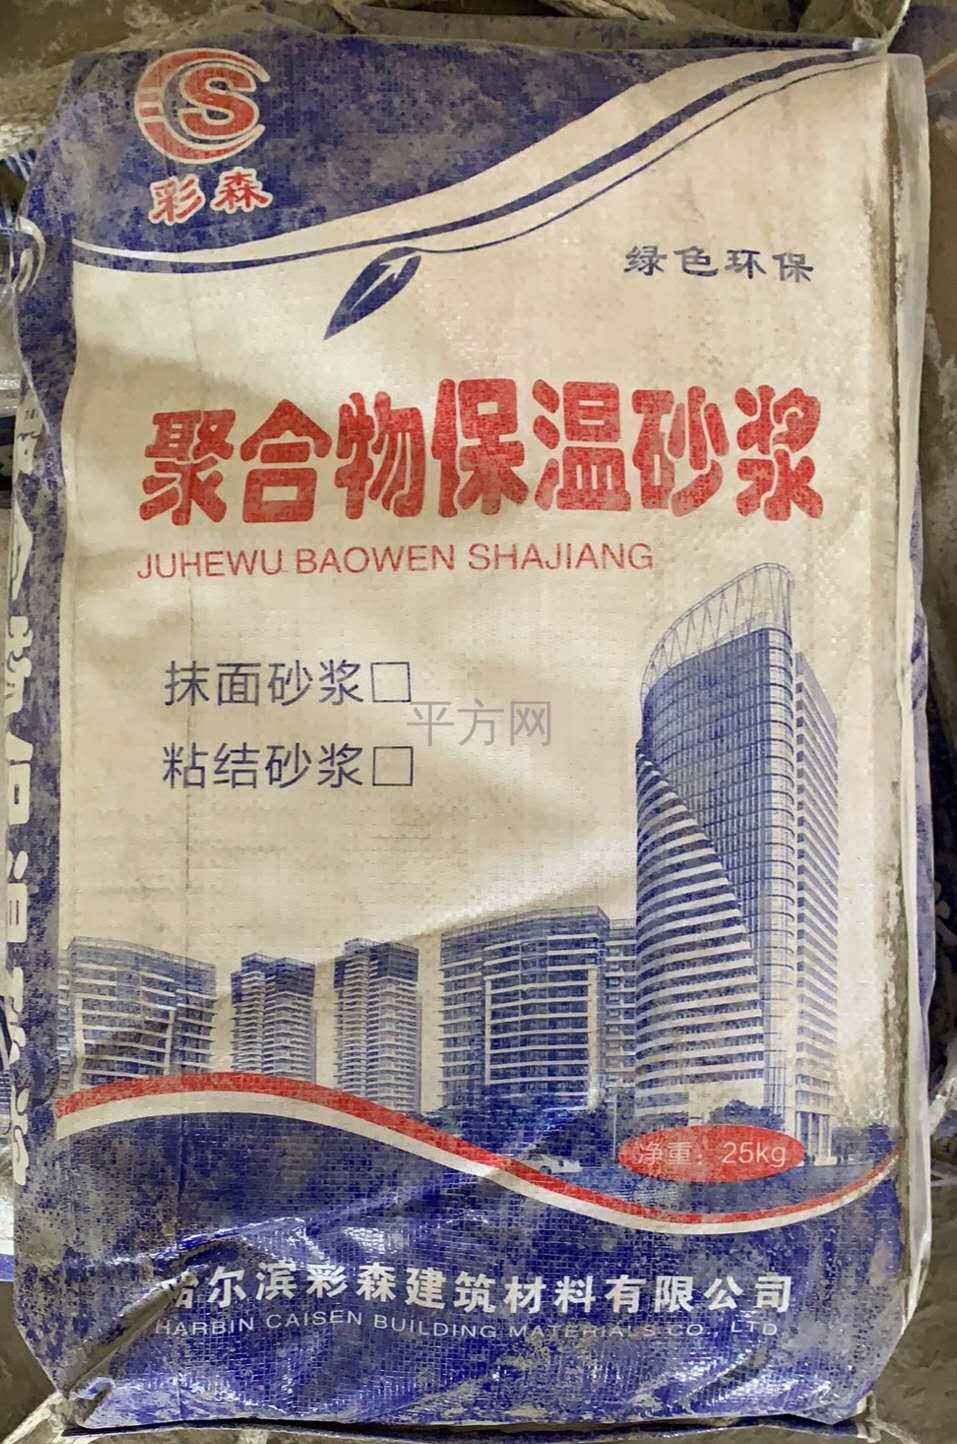 S
彩森
绿色环保
聚合物保温砂浆
JUHEWU BAOWEN SHAJIANG
抹面砂浆□
平方网
粘结砂浆□
净重：25kg
哈尔滨彩森建筑材料有限公司
HARBIN CAISEN BUILDING MATERIALS CO., LTD